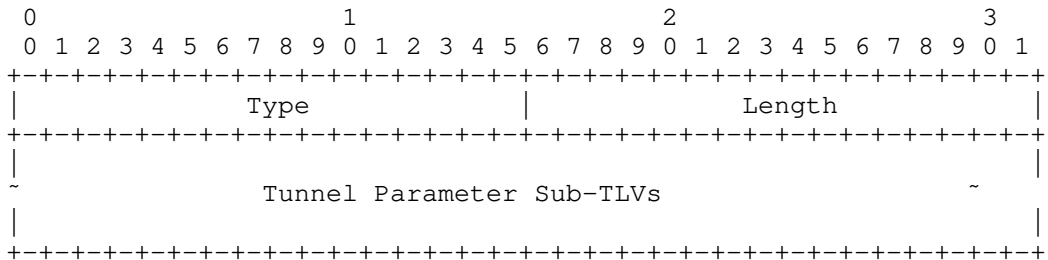 0                   1                   2                   3
 0 1 2 3 4 5 6 7 8 9 0 1 2 3 4 5 6 7 8 9 0 1 2 3 4 5 6 7 8 9 0 1
+-+-+-+-+-+-+-+-+-+-+-+-+-+-+-+-+-+-+-+-+-+-+-+-+-+-+-+-+-+-+-+-+
|              Type             |             Length            |
+-+-+-+-+-+-+-+-+-+-+-+-+-+-+-+-+-+-+-+-+-+-+-+-+-+-+-+-+-+-+-+-+
|                                                               |
~               Tunnel Parameter Sub-TLVs                   ~
|                                                               |
+-+-+-+-+-+-+-+-+-+-+-+-+-+-+-+-+-+-+-+-+-+-+-+-+-+-+-+-+-+-+-+-+